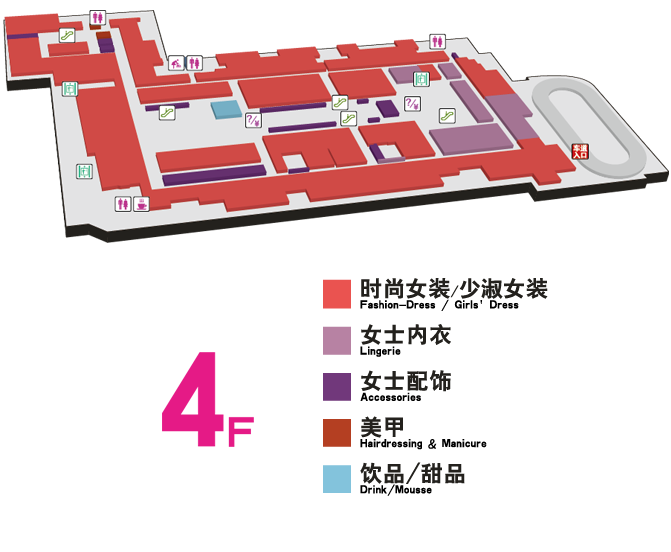 车道
入口
时尚女装/少淑女装
Fashion-Dress / Girls' Dress
女士内衣
Lingerie
4F
女士配饰
Accessories
美甲
Hairdressing & Manicure
饮品/甜品
Drink/Mousse